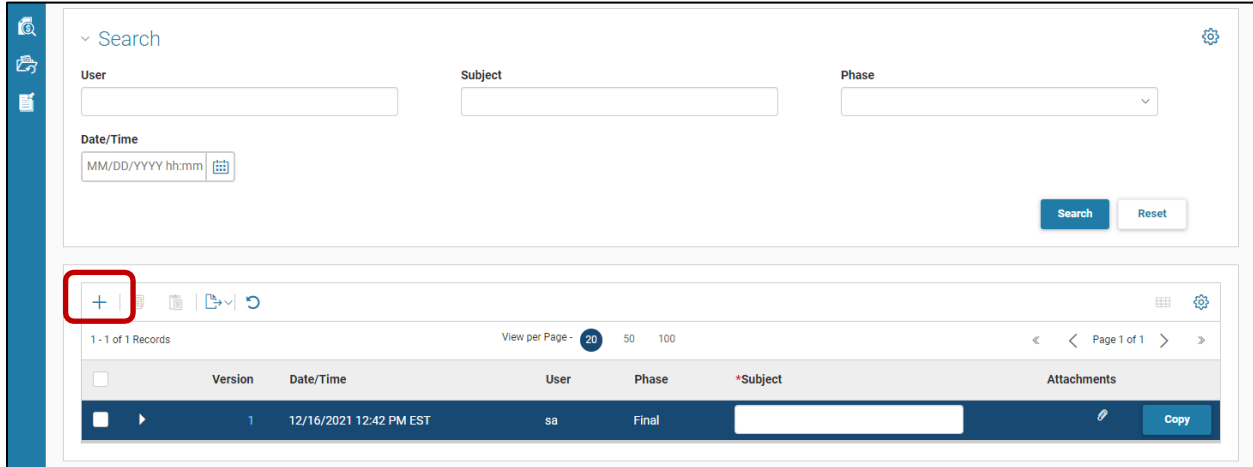 Search
User
Subject
Phase
Date/Time
MM/DD/YYYY hh:mm
Search Reset
1 - 1 of 1 Records View per Page - 20 50 100 Page 1 of 1
Version Date/Time User Phase *Subject Attachments
1 12/16/2021 12:42 PM EST sa Final Copy